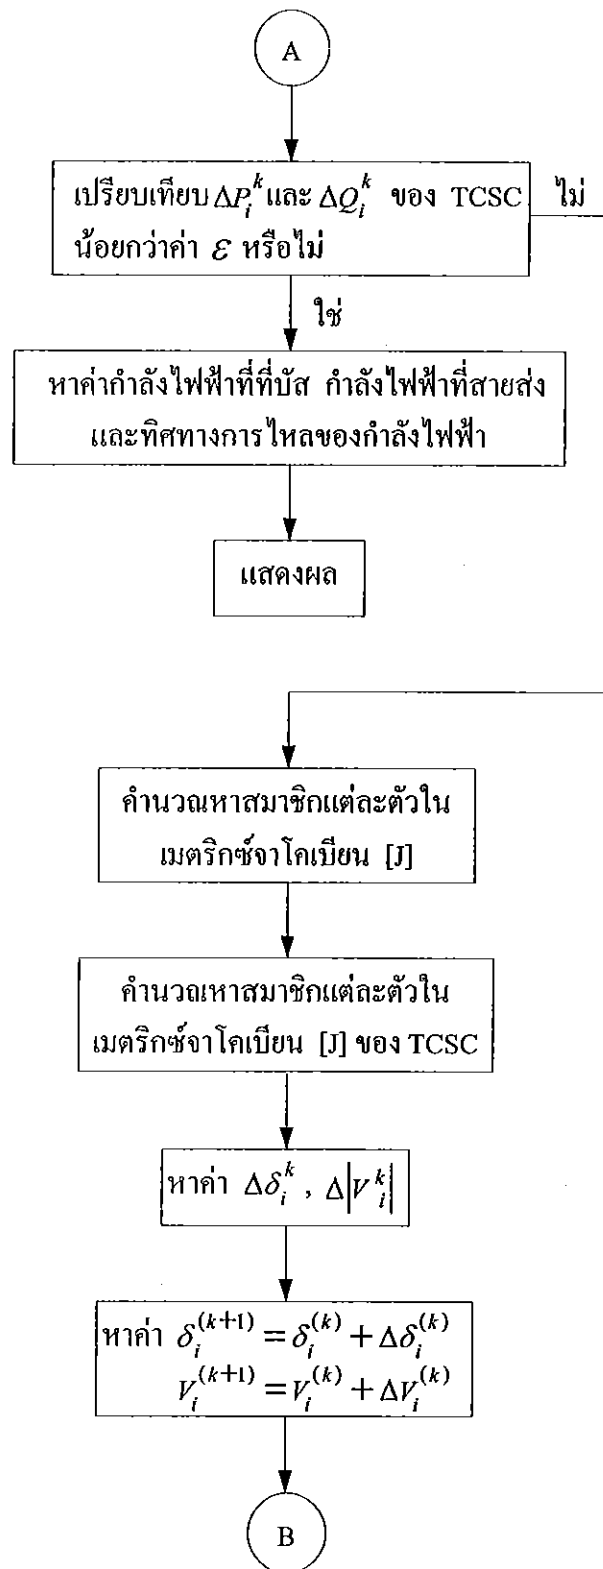 A
เปรียบเทียบ ΔP_i^k และ ΔQ_i^k ของ TCSC
ไม่
น้อยกว่าค่า ε หรือไม่
ใช่
หาค่ากำลังไฟฟ้าที่ที่บัส กำลังไฟฟ้าที่สายส่ง
และทิศทางการไหลของกำลังไฟฟ้า
แสดงผล
คำนวณหาสมาชิกแต่ละตัวใน
เมตริกซ์จาโคเบียน [J]
คำนวณหาสมาชิกแต่ละตัวใน
เมตริกซ์จาโคเบียน [J] ของ TCSC
หาค่า Δδ_i^k , Δ|V_i^k|
หาค่า δ_i^(k+1) = δ_i^(k) + Δδ_i^(k)
V_i^(k+1) = V_i^(k) + ΔV_i^(k)
B